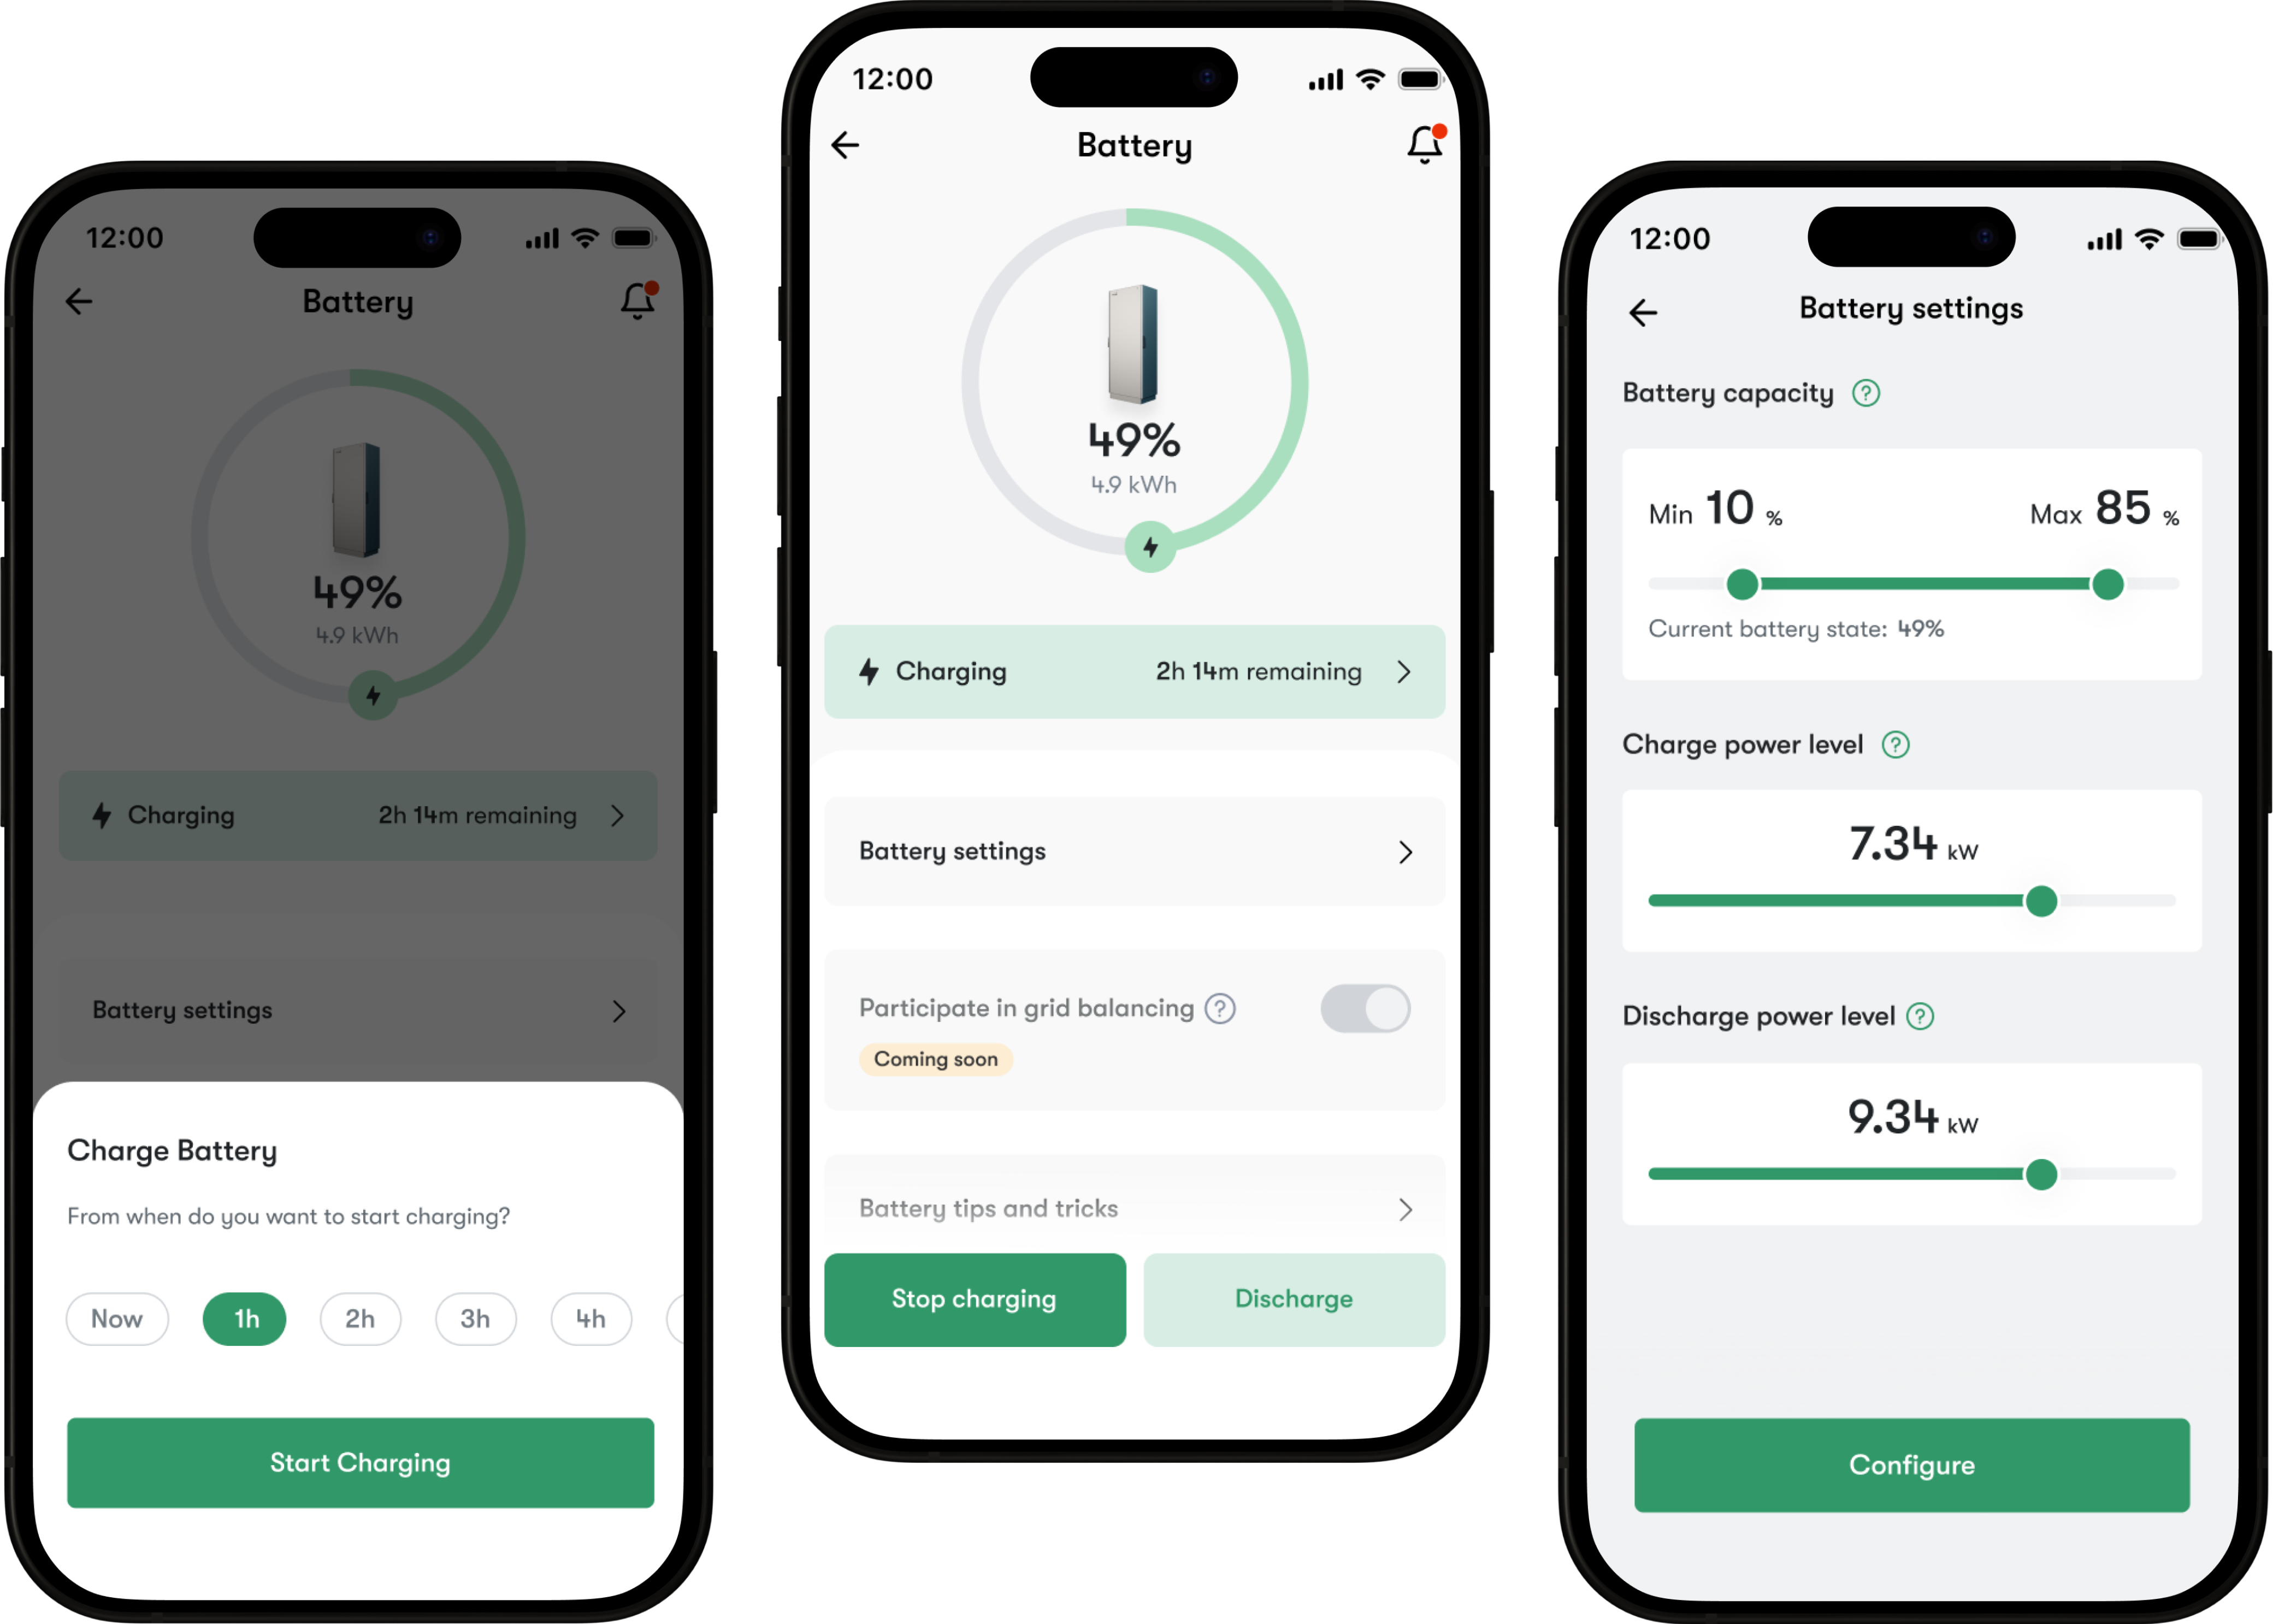 12:00
Battery
49%
4.9 kWh
Charging 2h 14m remaining
Battery settings
Charge Battery
From when do you want to start charging?
Now 1h 2h 3h 4h
Start Charging
12:00
Battery
49%
4.9 kWh
Charging 2h 14m remaining
Battery settings
Participate in grid balancing ?
Coming soon
Battery tips and tricks
Stop charging Discharge
12:00
Battery settings
Battery capacity ?
Min 10 % Max 85 %
Current battery state: 49%
Charge power level ?
7.34 kW
Discharge power level ?
9.34 kW
Configure